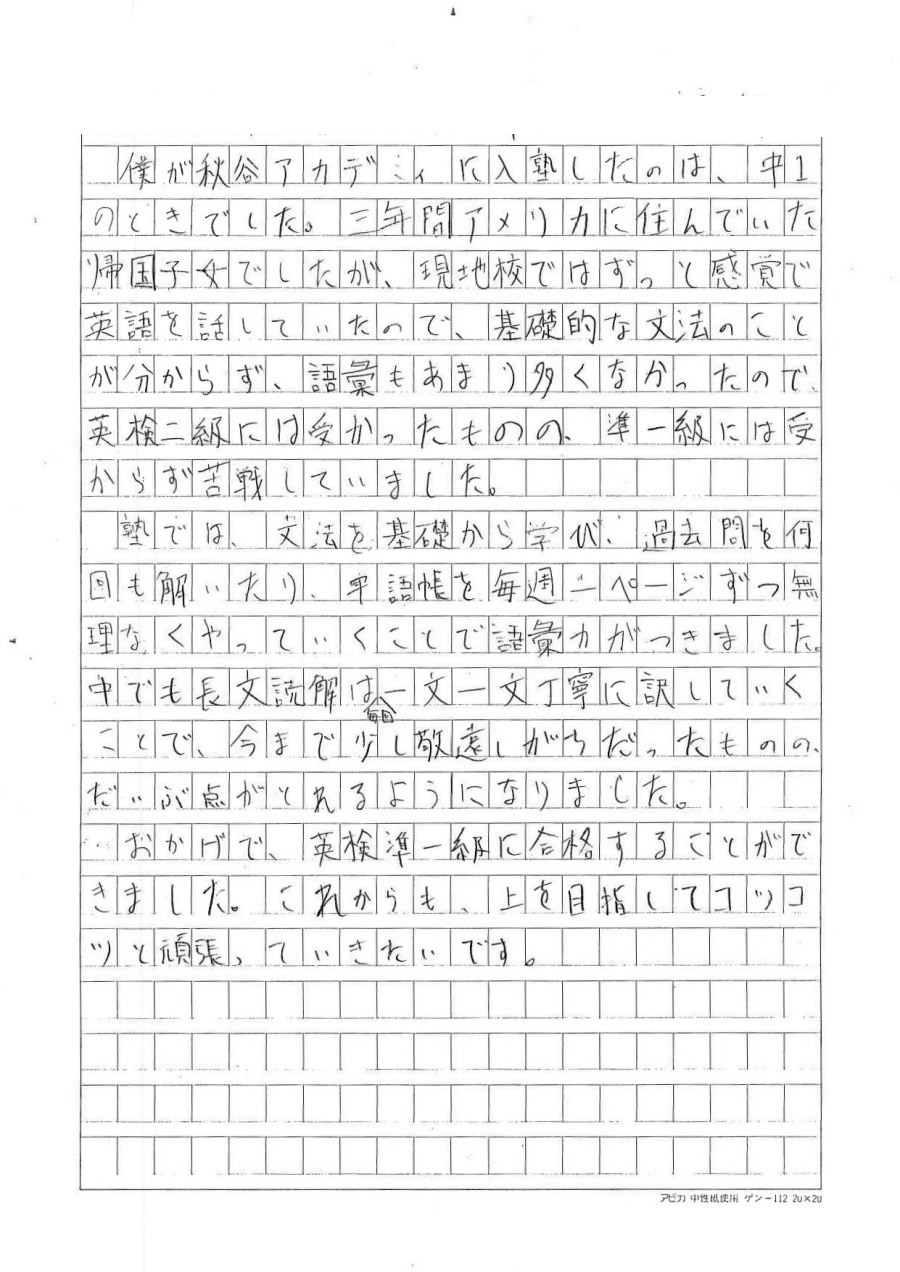 僕が秋谷アカデミィに入塾したのは、中1
のときでした。三年間アメリカに住んでいた
帰国子女でしたが、現地校ではずっと感覚で
英語を話していたので、基礎的な文法のこと
が分からず、語彙もあまり多くなかったので、
英検二級には受かったものの、準一級には受
からず苦戦していました。
塾では、文法を基礎から学び、過去問を何
回も解いたり、単語帳を毎週二ページずつ無
理なくやっていくことで語彙力がつきました。
中でも長文読解は毎回一文一文丁寧に訳していく
ことで、今まで少し敬遠しがちだったものの、
だいぶ点がとれるようになりました。
おかげで、英検準一級に合格することがで
きました。これからも、上を目指してコツコ
ツと頑張っていきたいです。
アピカ 中性紙使用 ゲンー112 20×20